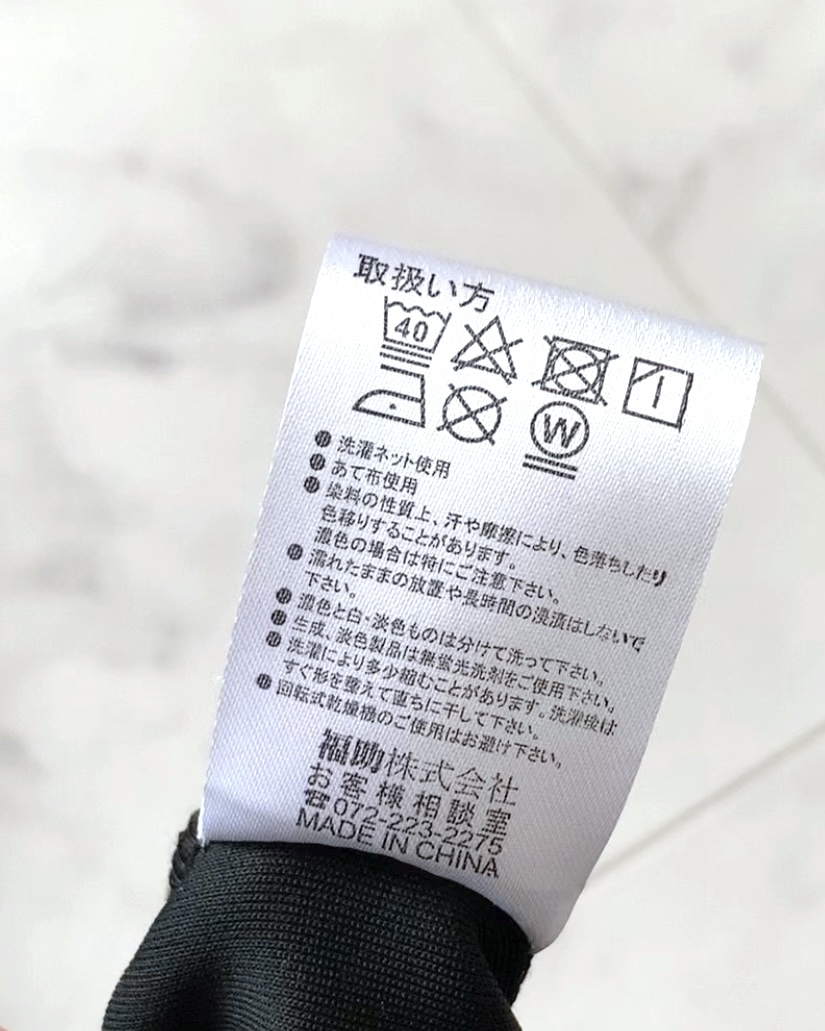 取扱い方
40
W
洗濯ネット使用
あて布使用
染料の性質上、汗や摩擦により、色落ちしたり
色移りすることがあります。
濃色の場合は特にご注意下さい。
濡れたままの放置や長時間の浸漬はしないで
下さい。
濃色と白・淡色ものは分けて洗って下さい。
生成、淡色製品は無蛍光洗剤をご使用下さい。
洗濯により多少縮むことがあります。洗濯後は
すぐ形を整えて直ちに干して下さい。
回転式乾燥機のご使用はお避け下さい。
福助株式会社
お客様相談室
☎072-223-2275
MADE IN CHINA